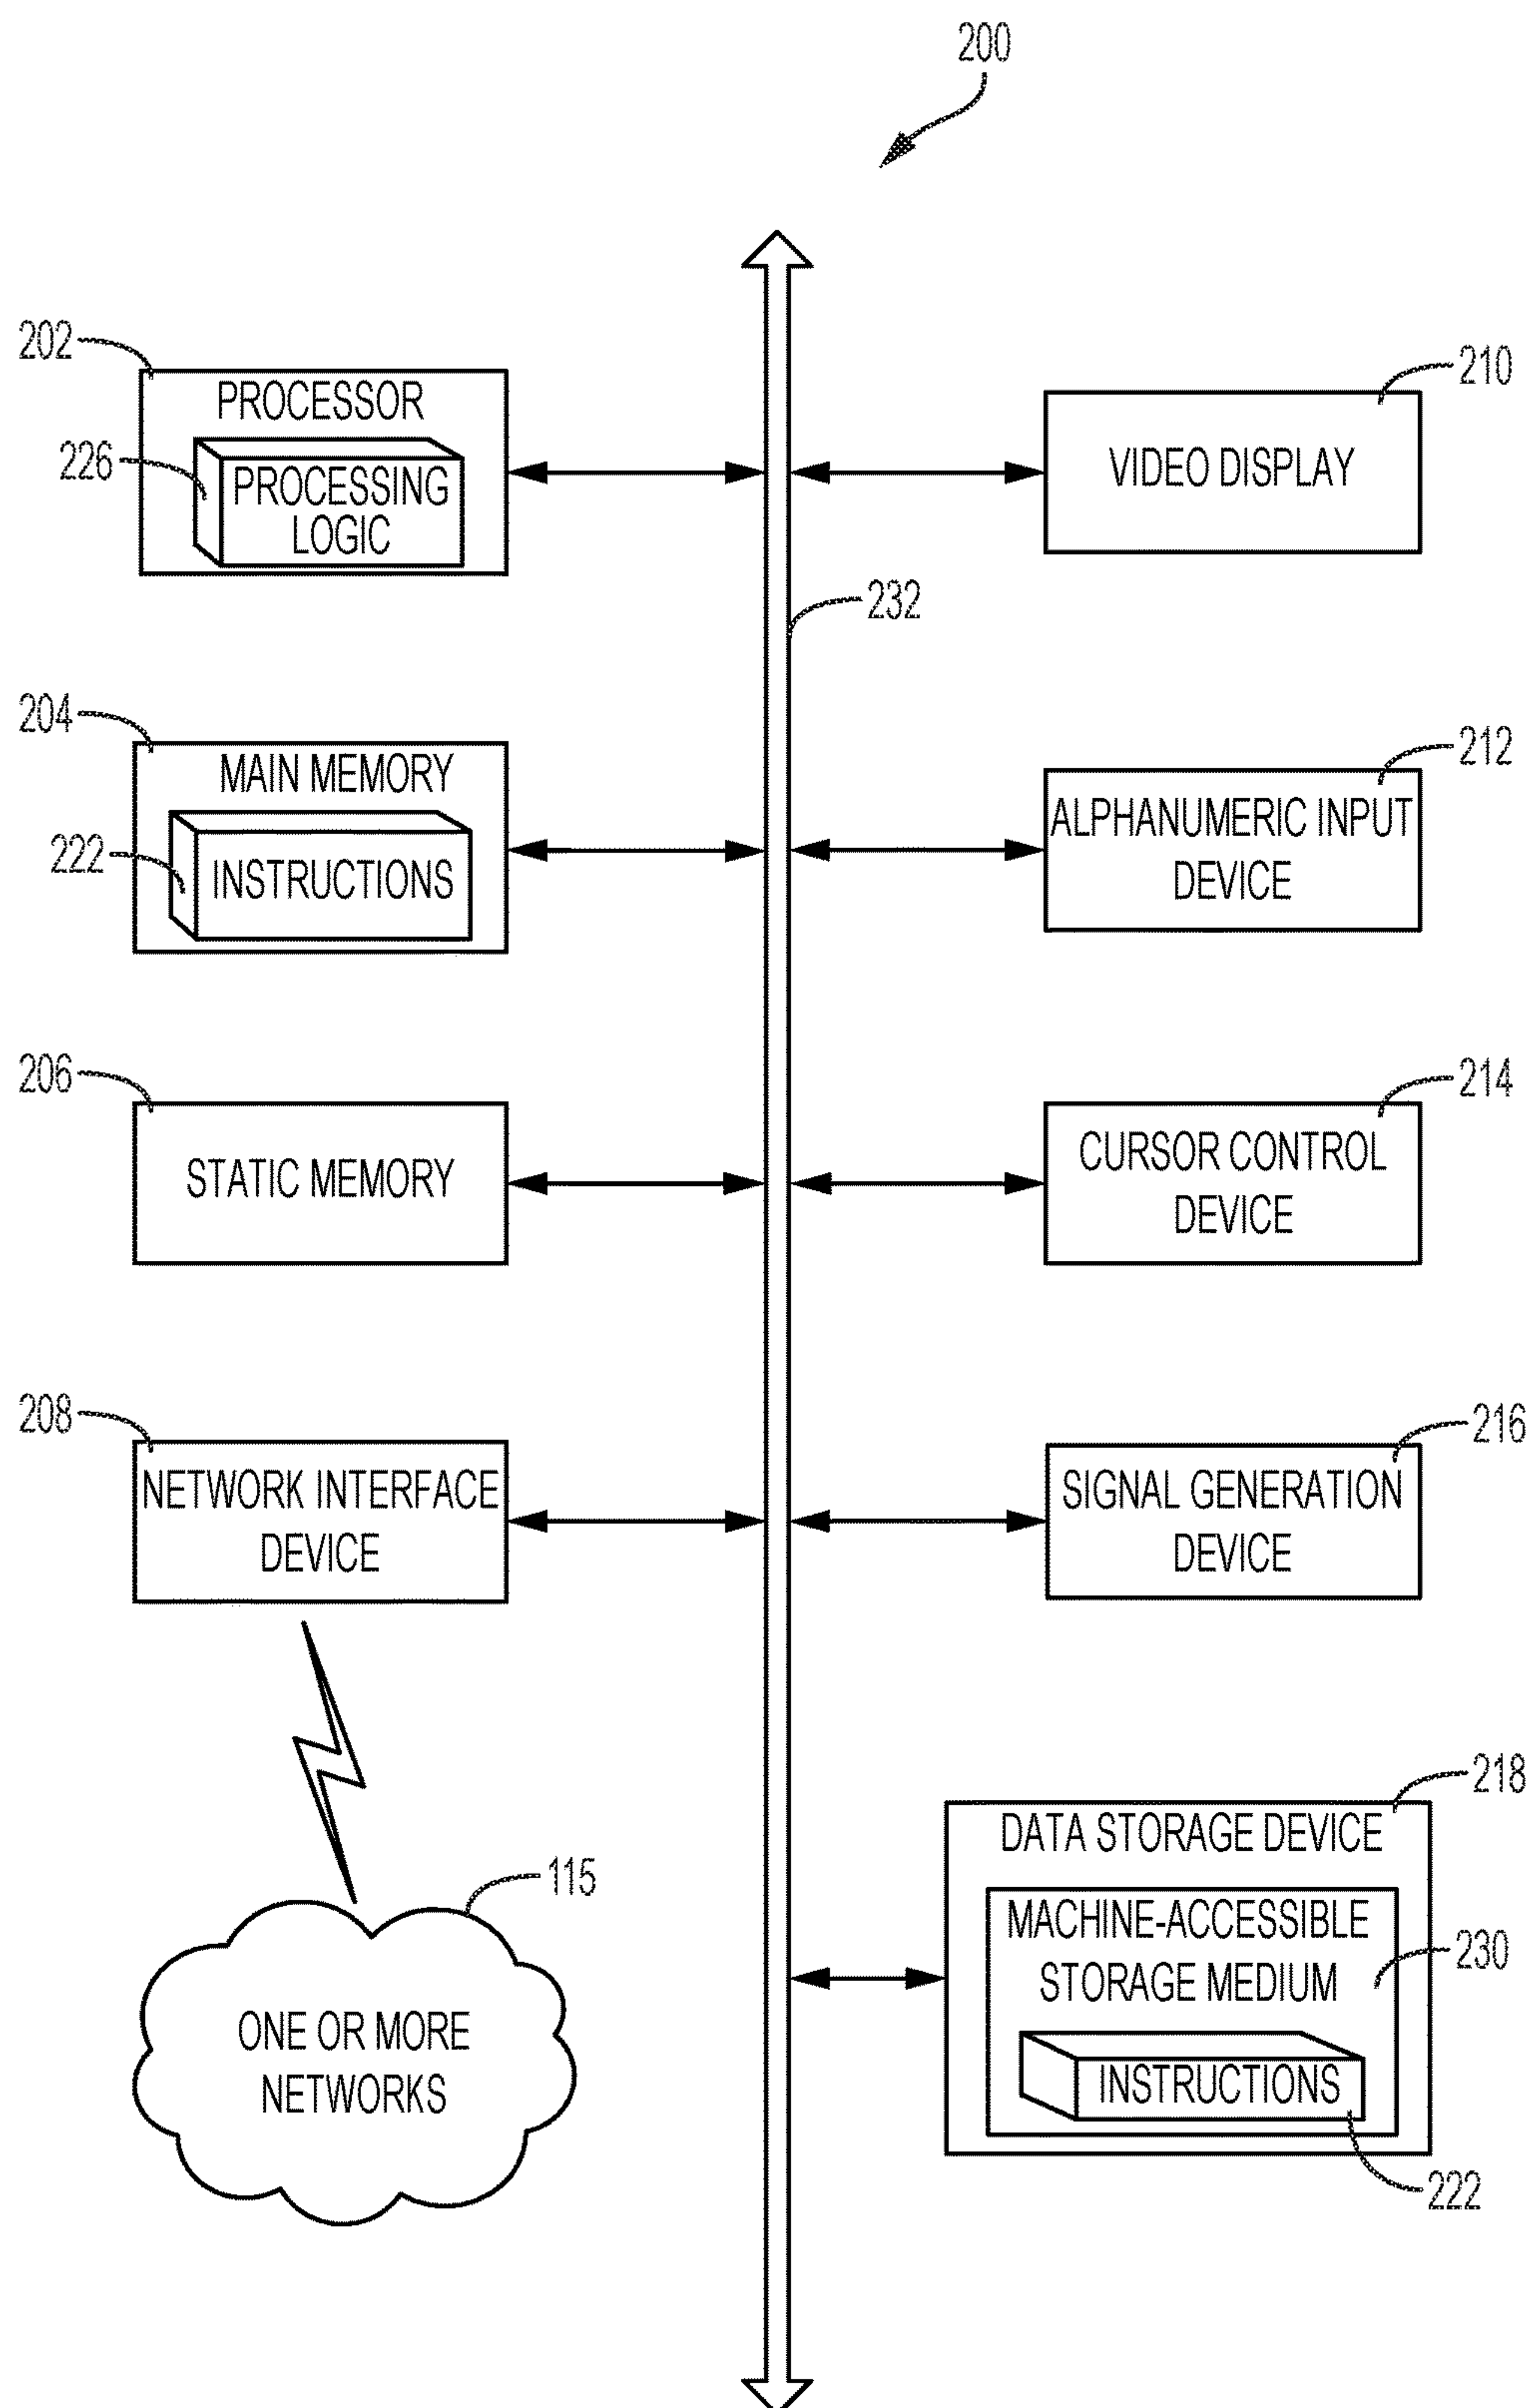 200
202
PROCESSOR
226
PROCESSING
LOGIC
210
VIDEO DISPLAY
232
204
MAIN MEMORY
222
INSTRUCTIONS
212
ALPHANUMERIC INPUT
DEVICE
206
STATIC MEMORY
214
CURSOR CONTROL
DEVICE
208
NETWORK INTERFACE
DEVICE
216
SIGNAL GENERATION
DEVICE
115
ONE OR MORE
NETWORKS
218
DATA STORAGE DEVICE
MACHINE-ACCESSIBLE
STORAGE MEDIUM
230
INSTRUCTIONS
222